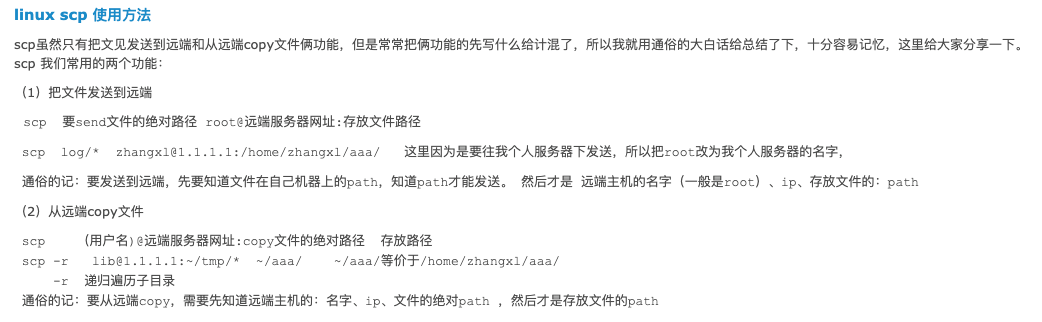 linux scp 使用方法
scp虽然只有把文见发送到远端和从远端copy文件俩功能，但是常常把俩功能的先写什么给计混了，所以我就用通俗的大白话给总结了下，十分容易记忆，这里给大家分享一下。
scp 我们常用的两个功能：
（1）把文件发送到远端
scp 要send文件的绝对路径 root@远端服务器网址:存放文件路径
scp log/* zhangxl@1.1.1.1:/home/zhangxl/aaa/ 这里因为是要往我个人服务器下发送，所以把root改为我个人服务器的名字，
通俗的记：要发送到远端，先要知道文件在自己机器上的path，知道path才能发送。 然后才是 远端主机的名字（一般是root）、ip、存放文件的：path
（2）从远端copy文件
scp （用户名)@远端服务器网址:copy文件的绝对路径 存放路径
scp -r lib@1.1.1.1:~/tmp/* ~/aaa/ ~/aaa/等价于/home/zhangxl/aaa/
-r 递归遍历子目录
通俗的记：要从远端copy，需要先知道远端主机的：名字、ip、文件的绝对path ，然后才是存放文件的path